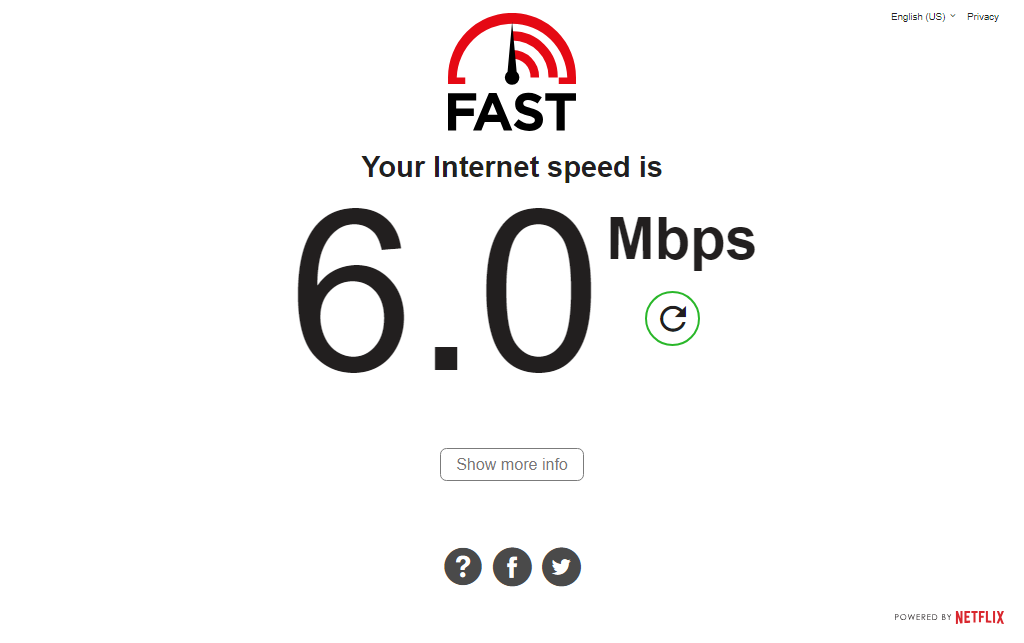 English (US) Privacy
FAST
Your Internet speed is
6.0 Mbps
Show more info
?
f
POWERED BY NETFLIX